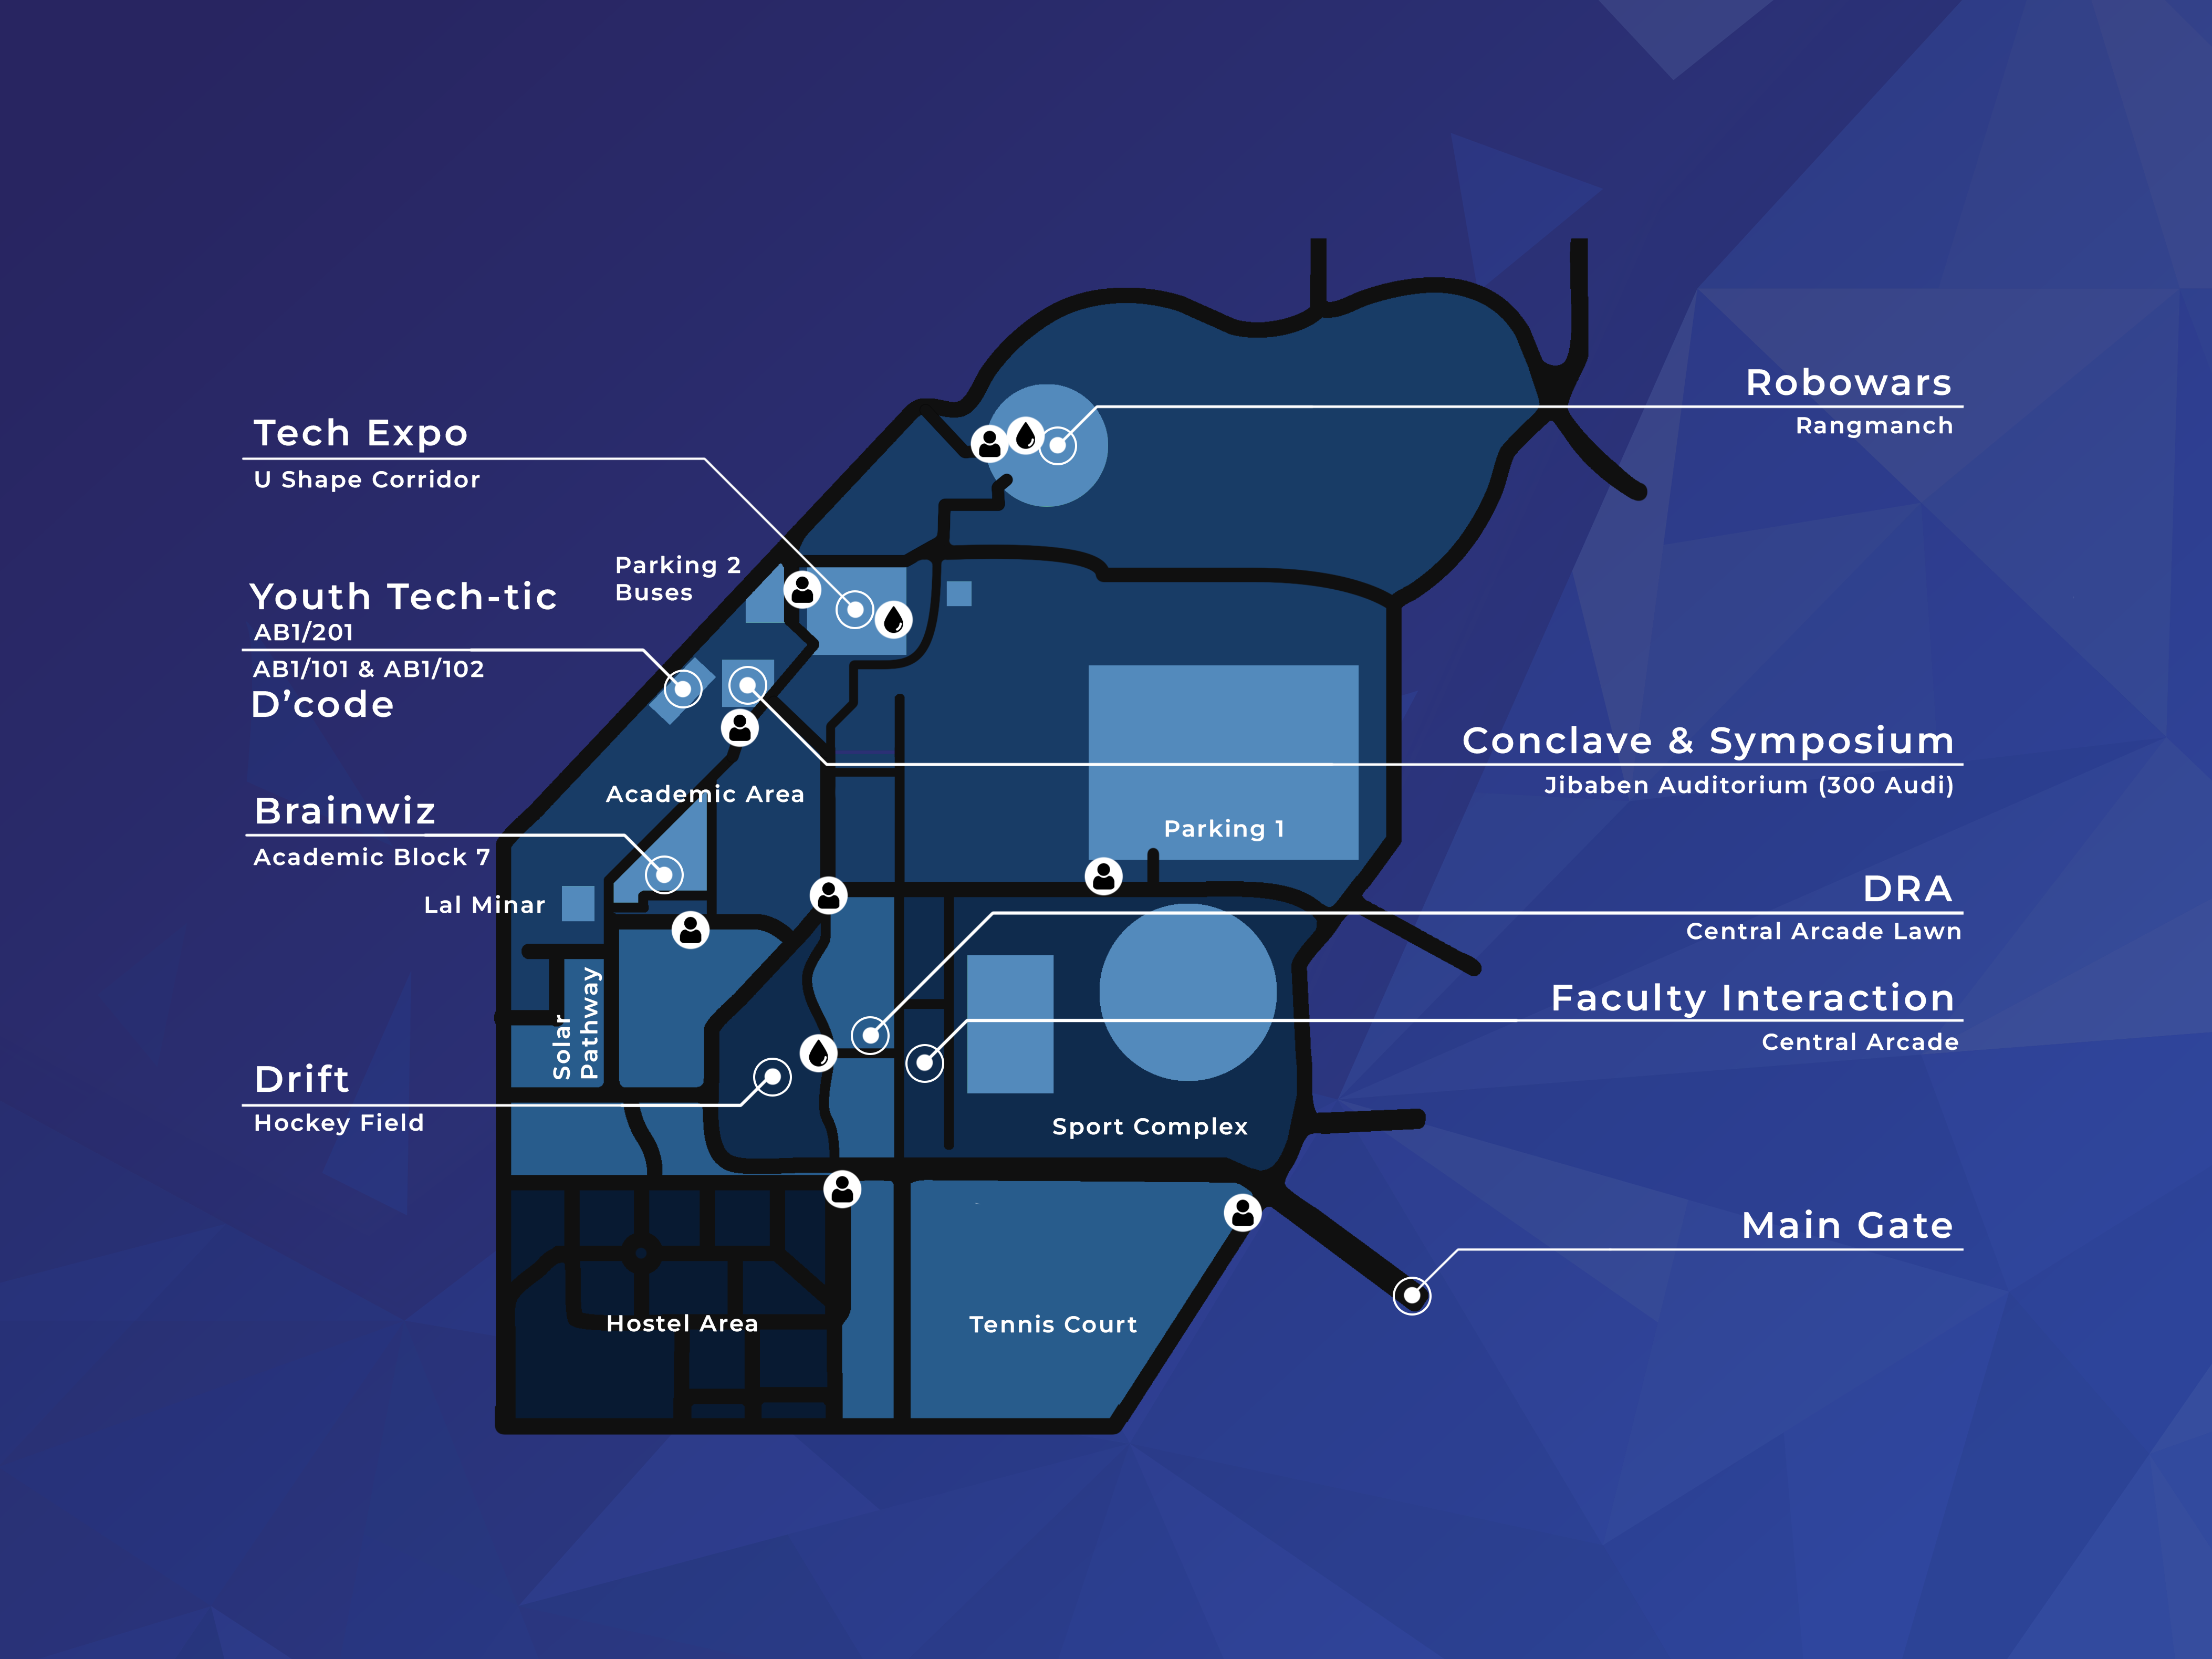 Robowars
Rangmanch
Tech Expo
U Shape Corridor
Parking 2
Buses
Youth Tech-tic
AB1/201
AB1/101 & AB1/102
D’code
Conclave & Symposium
Jibaben Auditorium (300 Audi)
Academic Area
Brainwiz
Academic Block 7
Parking 1
Lal Minar
DRA
Central Arcade Lawn
Solar
Pathway
Faculty Interaction
Central Arcade
Drift
Hockey Field
Sport Complex
Main Gate
Hostel Area
Tennis Court